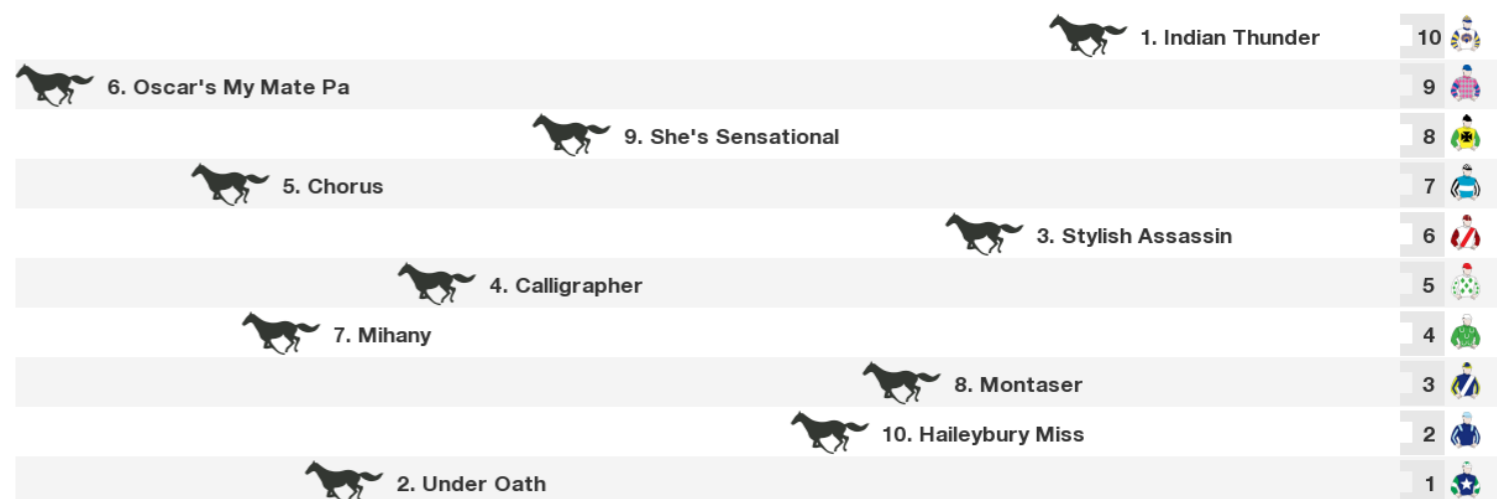 1. Indian Thunder 10
6. Oscar's My Mate Pa 9
9. She's Sensational 8
5. Chorus 7
3. Stylish Assassin 6
4. Calligrapher 5
7. Mihany 4
8. Montaser 3
10. Haileybury Miss 2
2. Under Oath 1